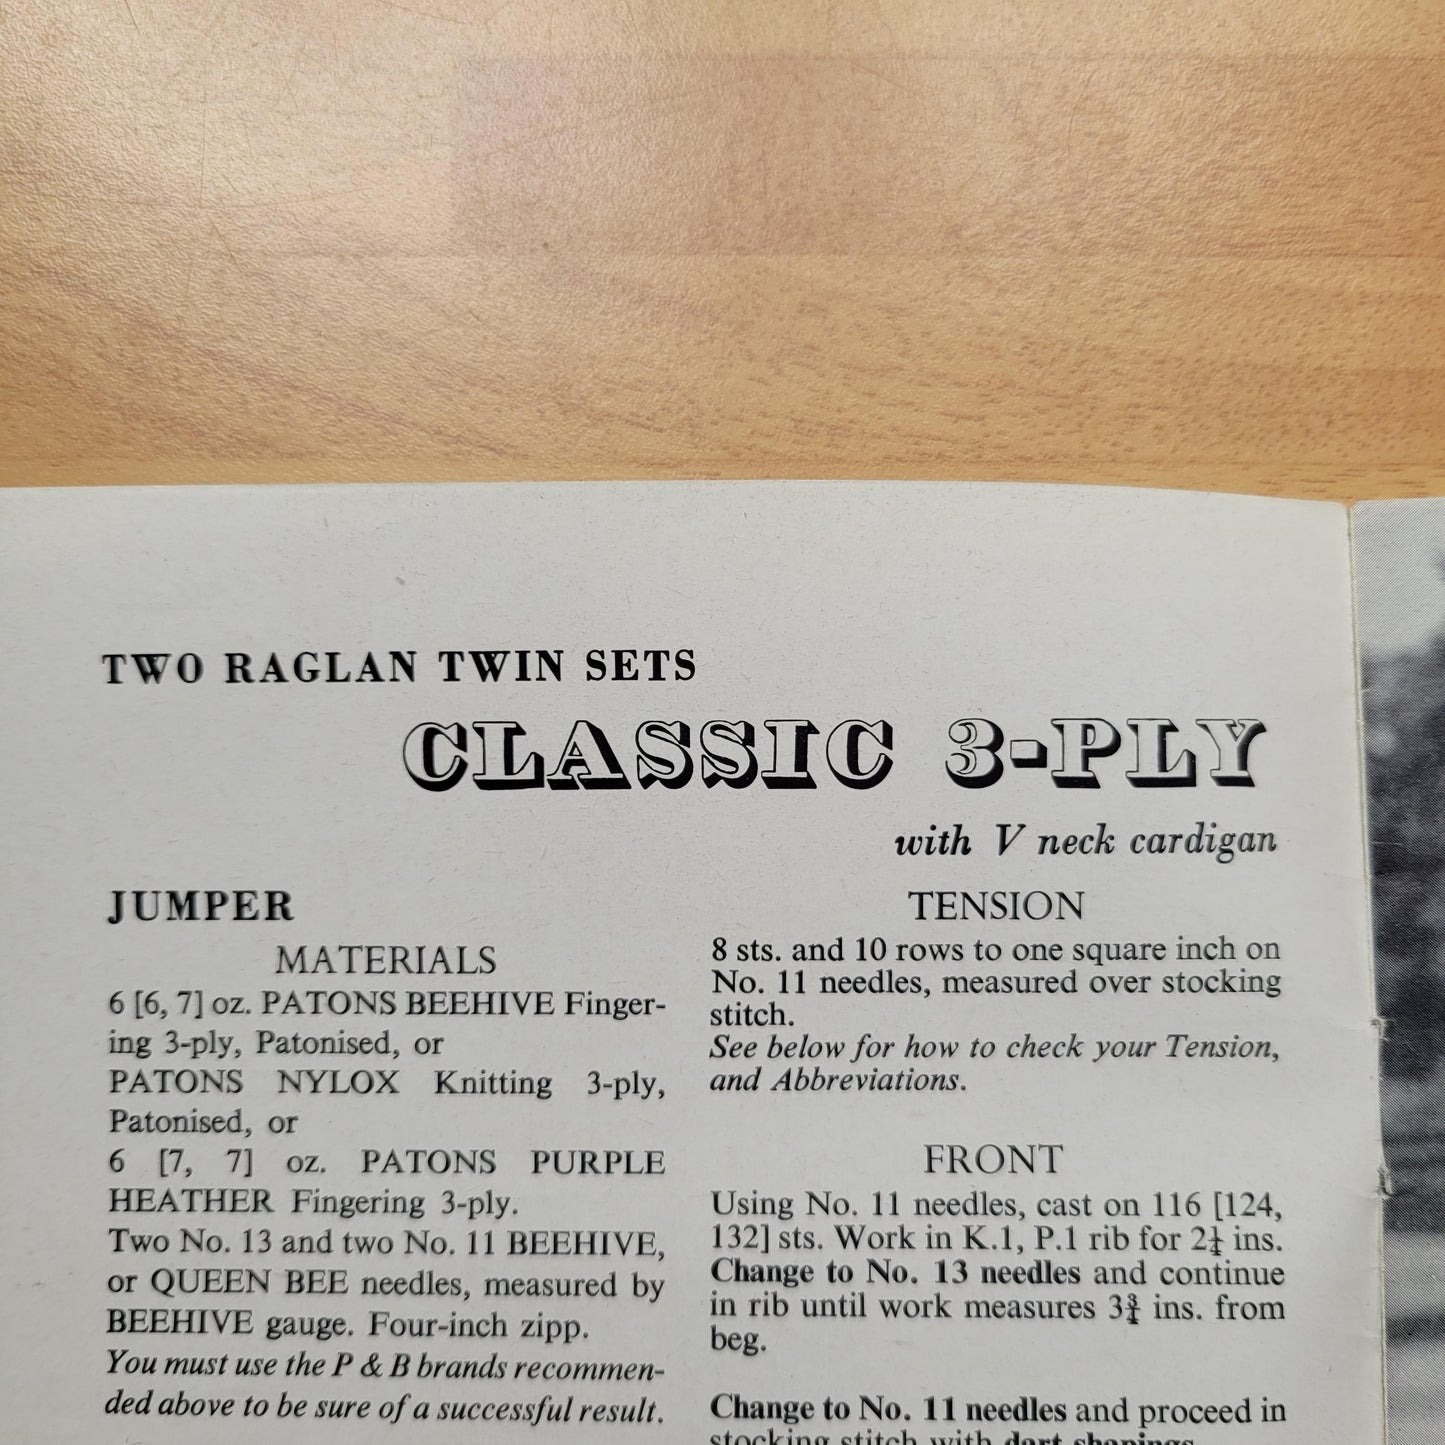 TWO RAGLAN TWIN SETS
CLASSIC 3-PLY
with V neck cardigan
JUMPER
MATERIALS
6 [6, 7] oz. PATONS BEEHIVE Finger-
ing 3-ply, Patonised, or
PATONS NYLOX Knitting 3-ply,
Patonised, or
6 [7, 7] oz. PATONS PURPLE
HEATHER Fingering 3-ply.
Two No. 13 and two No. 11 BEEHIVE,
or QUEEN BEE needles, measured by
BEEHIVE gauge. Four-inch zipp.
You must use the P & B brands recommen-
ded above to be sure of a successful result.
TENSION
8 sts. and 10 rows to one square inch on
No. 11 needles, measured over stocking
stitch.
See below for how to check your Tension,
and Abbreviations.
FRONT
Using No. 11 needles, cast on 116 [124,
132] sts. Work in K.1, P.1 rib for 2¼ ins.
Change to No. 13 needles and continue
in rib until work measures 3¾ ins. from
beg.
Change to No. 11 needles and proceed in
stocking stitch with dart shapings